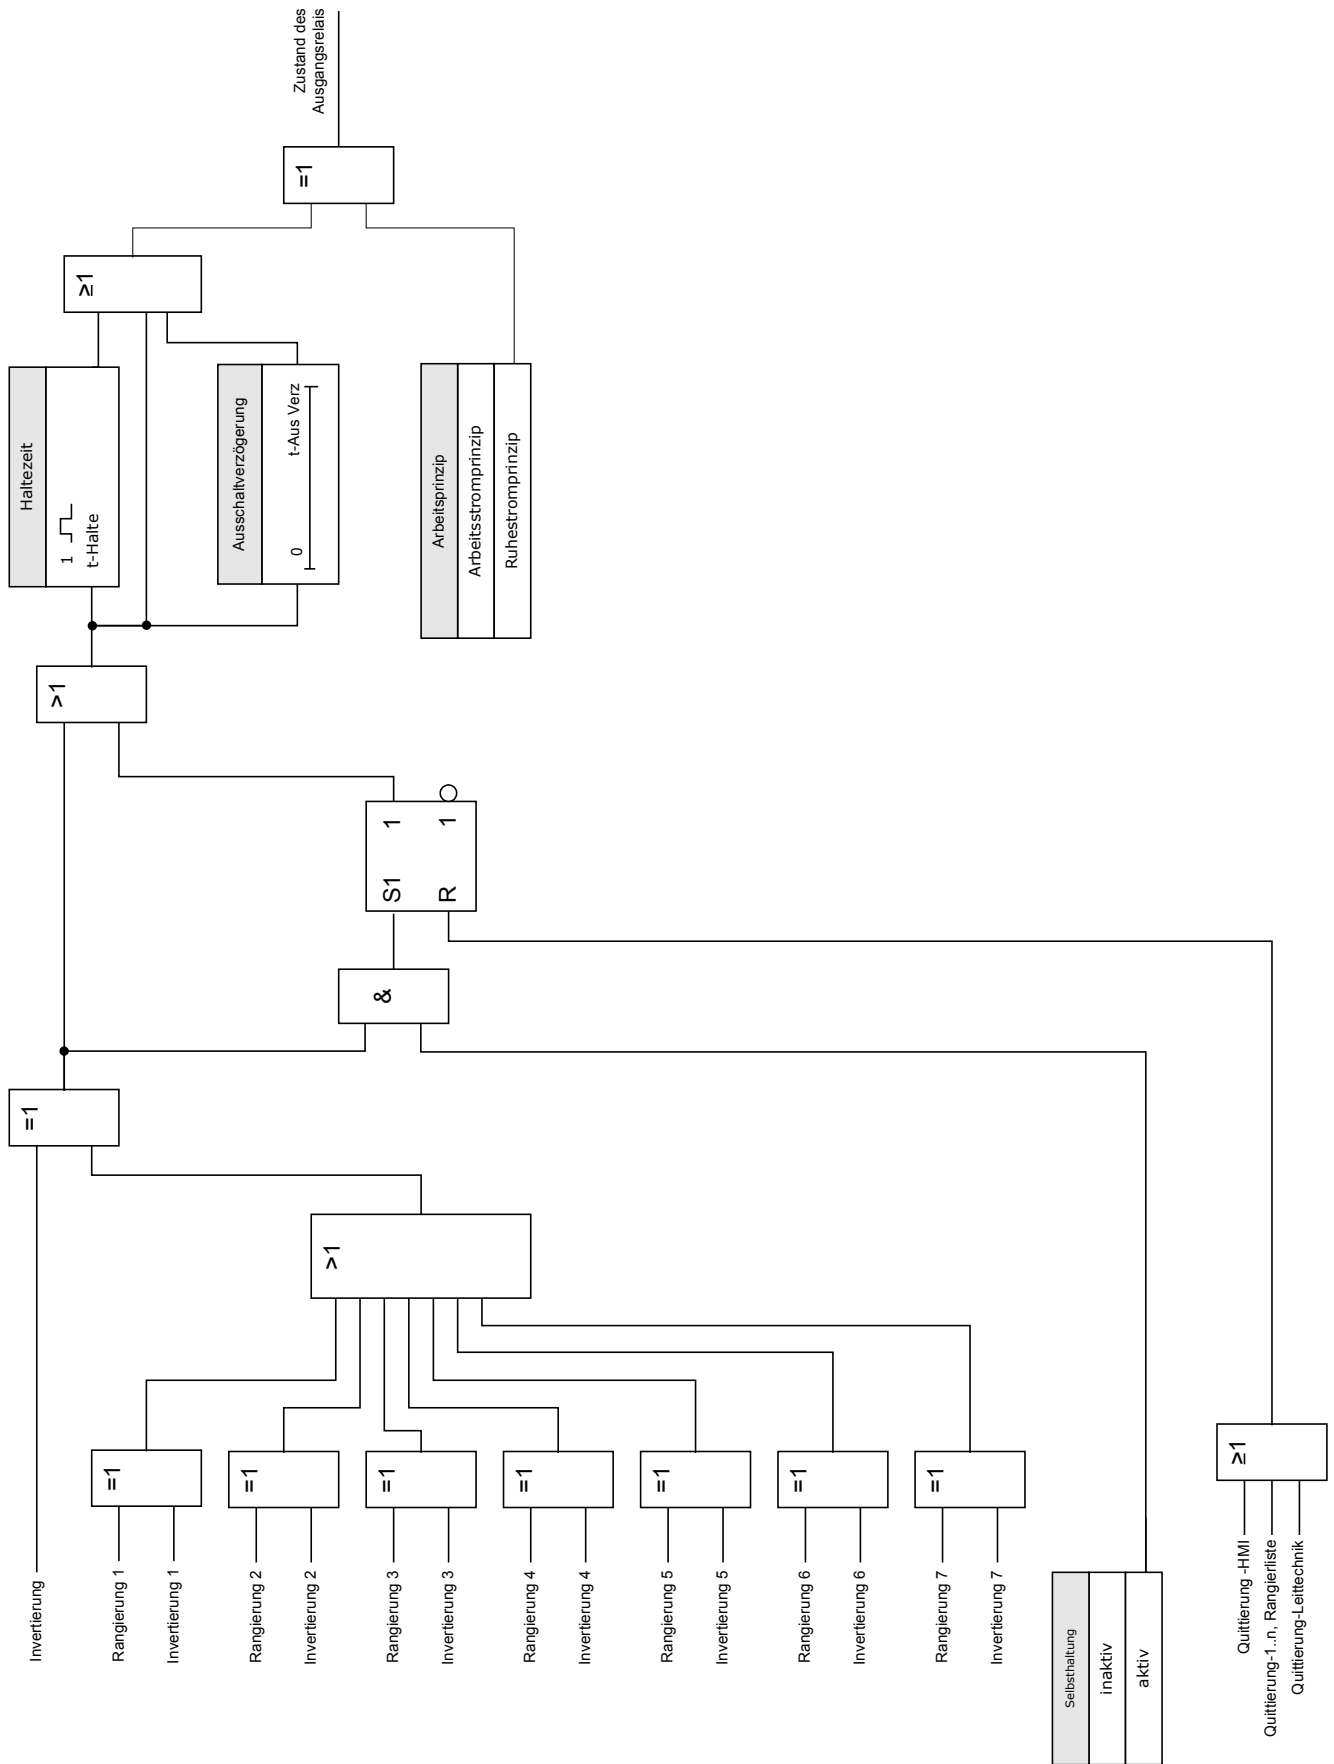 Invertierung
Rangierung 1
Invertierung 1
Rangierung 2
Invertierung 2
Rangierung 3
Invertierung 3
Rangierung 4
Invertierung 4
Rangierung 5
Invertierung 5
Rangierung 6
Invertierung 6
Rangierung 7
Invertierung 7
Selbsthaltung
inaktiv
aktiv
Quittierung -HMI
Quittierung-1..n, Rangierliste
Quittierung-Leittechnik
=1
=1
=1
=1
=1
=1
=1
≥1
>1
=1
&
S1 1
R 1
>1
Haltezeit
1
t-Halte
Ausschaltverzögerung
0 t-Aus Verz
Arbeitsprinzip
Arbeitsstromprinzip
Ruhestromprinzip
≥1
=1
Zustand des
Ausgangsrelais